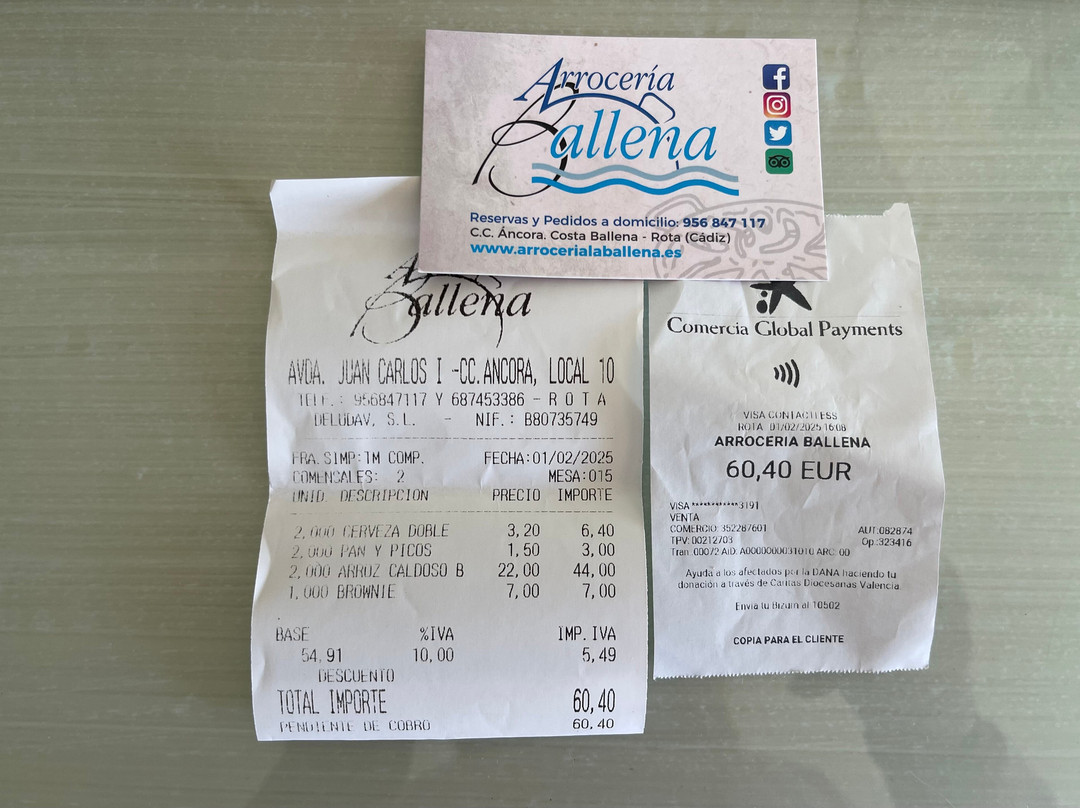 Arrocería
Ballena
Reservas y Pedidos a domicilio: 956 847 117
C.C. Áncora. Costa Ballena - Rota (Cádiz)
www.arrocerialaballena.es
Ballena
AVDA. JUAN CARLOS I -CC.ANCORA, LOCAL 10
TELF.: 956847117 Y 687453386 - R O T A
DELUDAV, S.L. - NIF.: B80735749
FRA.SIMP:1M COMP. FECHA:01/02/2025
COMENSALES: 2 MESA:015
UNID DESCRIPCION PRECIO IMPORTE
2,000 CERVEZA DOBLE 3,20 6,40
2,000 PAN Y PICOS 1,50 3,00
2,000 ARROZ CALDOSO B 22,00 44,00
1,000 BROWNIE 7,00 7,00
BASE %IVA IMP.IVA
54,91 10,00 5,49
DESCUENTO
TOTAL IMPORTE 60,40
PENDIENTE DE COBRO 60,40
Comercia Global Payments
VISA CONTACTLESS
ROTA 01/02/2025 16:08
ARROCERIA BALLENA
60,40 EUR
VISA ************3191
VENTA
COMERCIO: 352287601 AUT:082874
TPV: 00212703 Op.:323416
Tran.:00072 AID: A0000000031010 ARC: 00
Ayuda a los afectados por la DANA haciendo tu
donación a través de Cáritas Diocesanas Valencia.
Envía tu Bizum al 10502
COPIA PARA EL CLIENTE